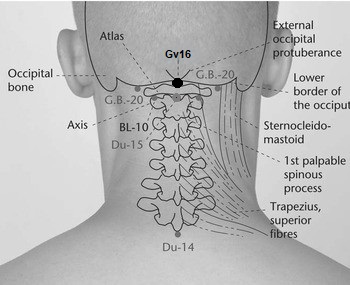 Atlas
Gv16
External
occipital
protuberance
G.B.-20
Occipital
bone
Lower
border of
the occiput
G.B.-20
Axis
BL-10
Du-15
Sternocleido-
mastoid
1st palpable
spinous
process
Trapezius,
superior
fibres
Du-14